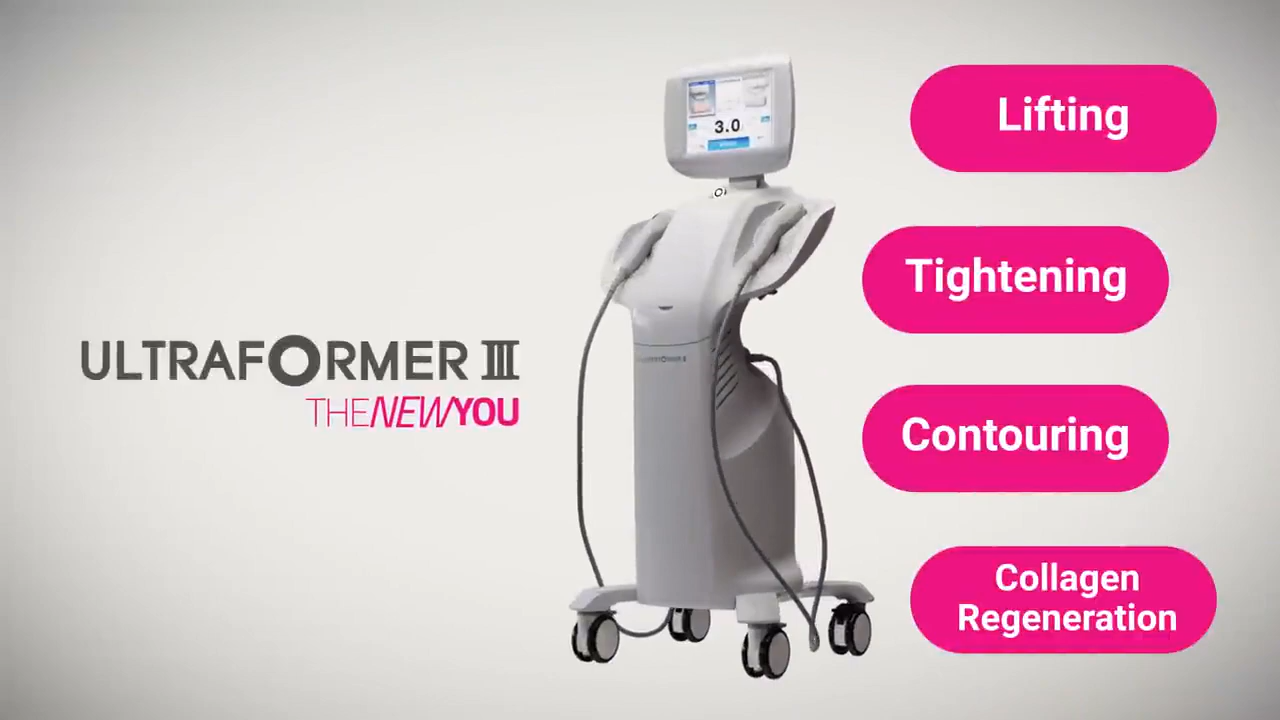 ULTRAFORMER III
THENEWYOU
3.0
Lifting
Tightening
Contouring
Collagen
Regeneration